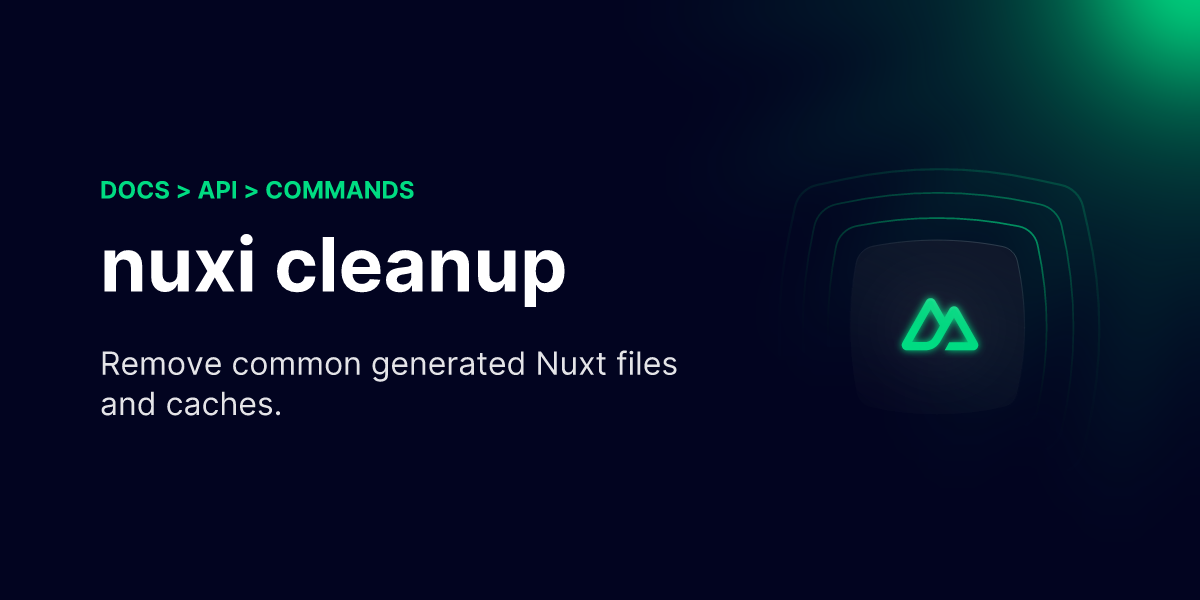 DOCS > API > COMMANDS
nuxi cleanup
Remove common generated Nuxt files
and caches.